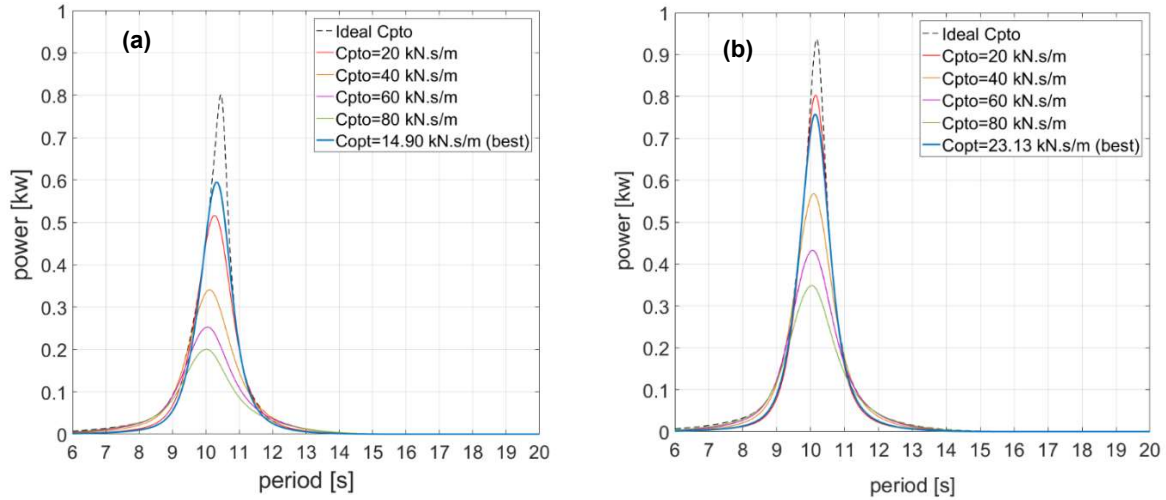 (a)
Ideal Cpto
Cpto=20 kN.s/m
Cpto=40 kN.s/m
Cpto=60 kN.s/m
Cpto=80 kN.s/m
Copt=14.90 kN.s/m (best)
power [kw]
1
0.9
0.8
0.7
0.6
0.5
0.4
0.3
0.2
0.1
0
6 7 8 9 10 11 12 13 14 15 16 17 18 19 20
period [s]
(b)
Ideal Cpto
Cpto=20 kN.s/m
Cpto=40 kN.s/m
Cpto=60 kN.s/m
Cpto=80 kN.s/m
Copt=23.13 kN.s/m (best)
power [kw]
1
0.9
0.8
0.7
0.6
0.5
0.4
0.3
0.2
0.1
0
6 7 8 9 10 11 12 13 14 15 16 17 18 19 20
period [s]